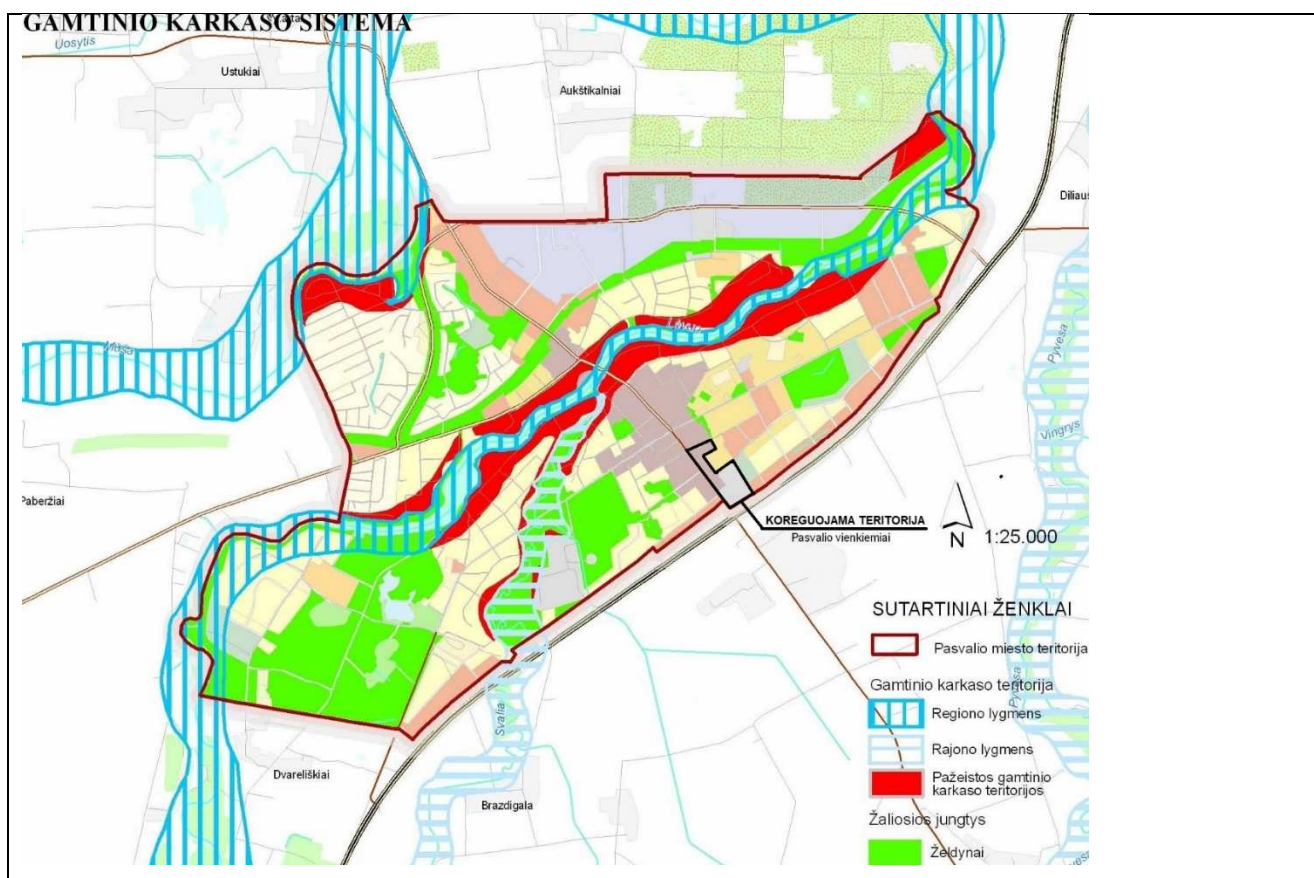 GAMTINIO KARKASO SISTEMA
Uosytis
Ustukiai
Aukštikalniai
Diliauš
Lėvuo
Mūša
Pyvesa
Vingrys
Paberžiai
KOREGUOJAMA TERITORIJA
Pasvalio vienkiemiai
N
1:25.000
SUTARTINIAI ŽENKLAI
Pasvalio miesto teritorija
Gamtinio karkaso teritorija
Regiono lygmens
Rajono lygmens
Pažeistos gamtinio
karkaso teritorijos
Žaliosios jungtys
Želdynai
Svalia
Pyvesa
Dvareliškiai
Brazdigala